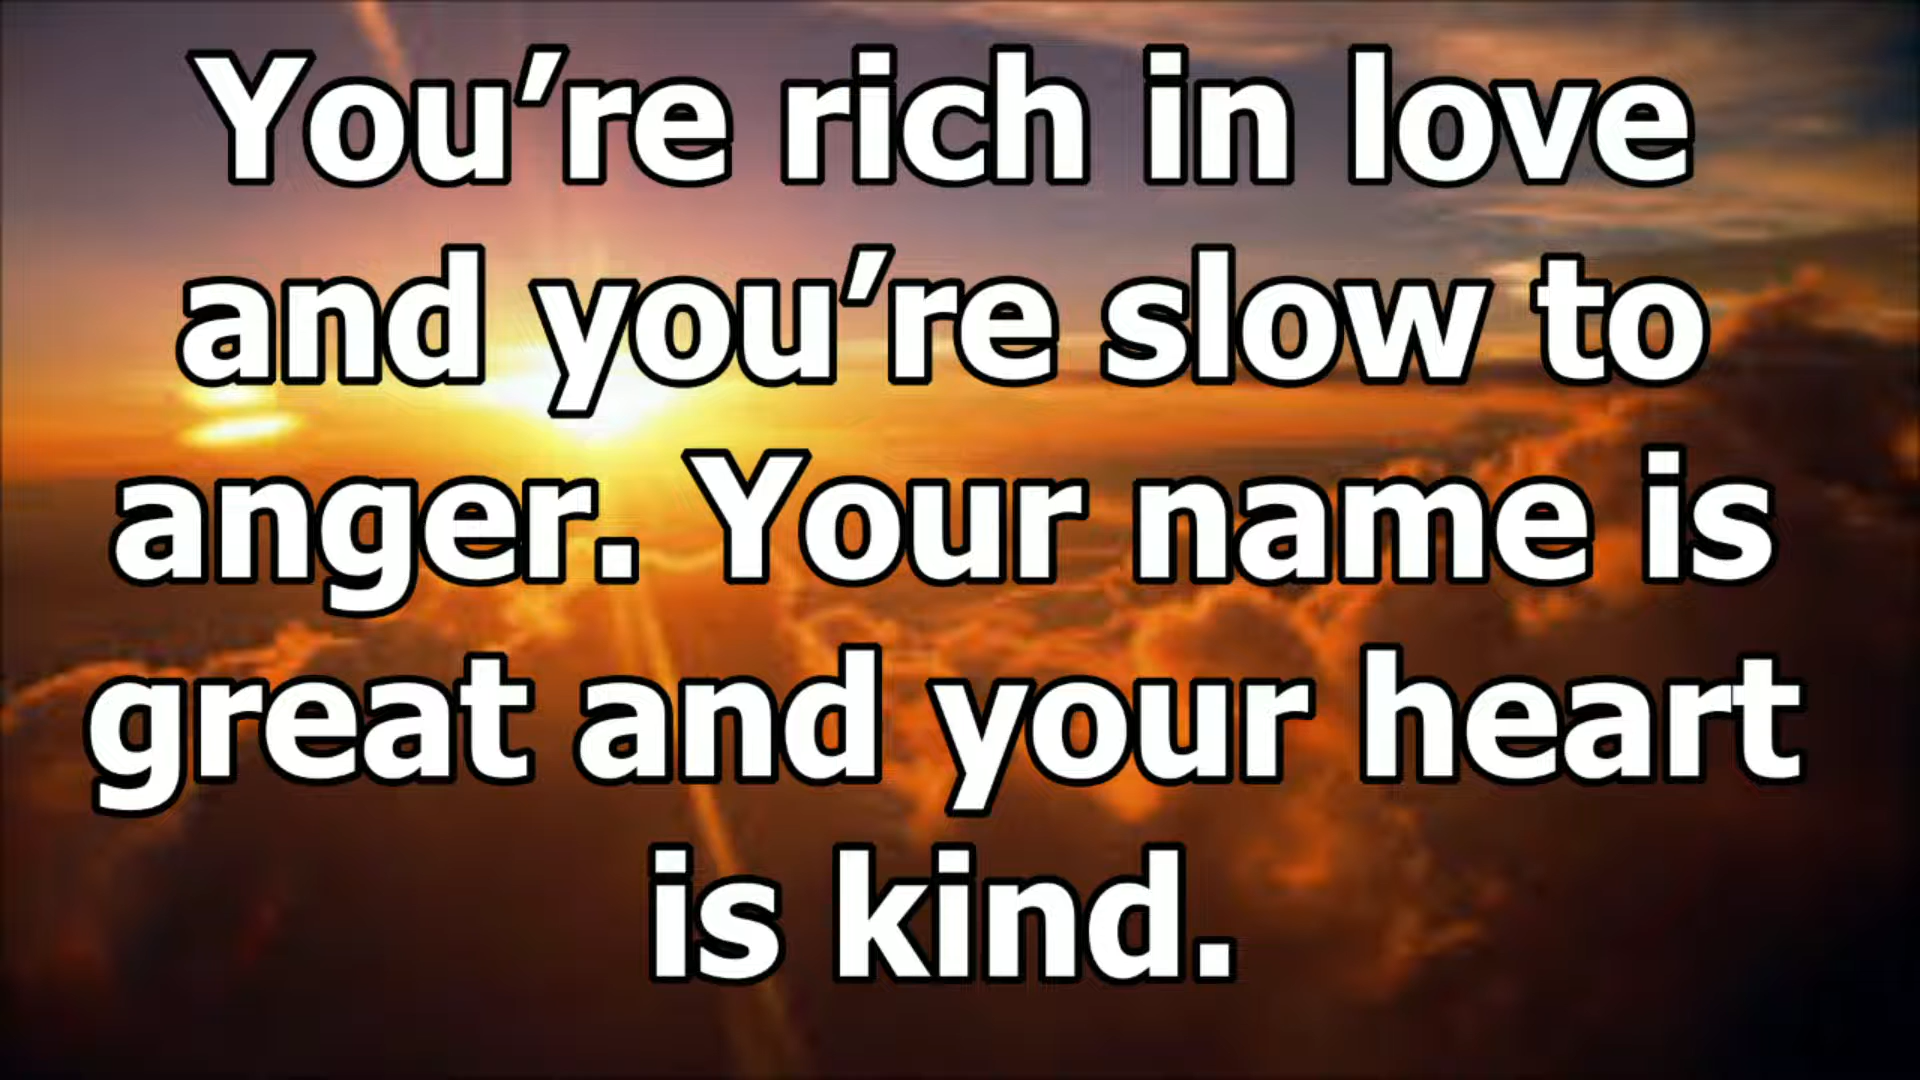 You’re rich in love
and you’re slow to
anger. Your name is
great and your heart
is kind.